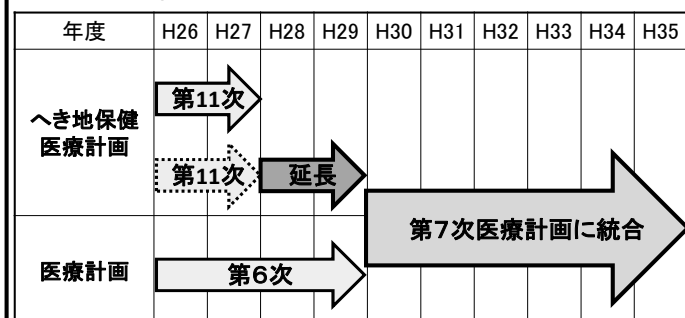 年度 H26 H27 H28 H29 H30 H31 H32 H33 H34 H35
へき地保健
医療計画
第11次
第11次 延長
第7次医療計画に統合
医療計画
第6次